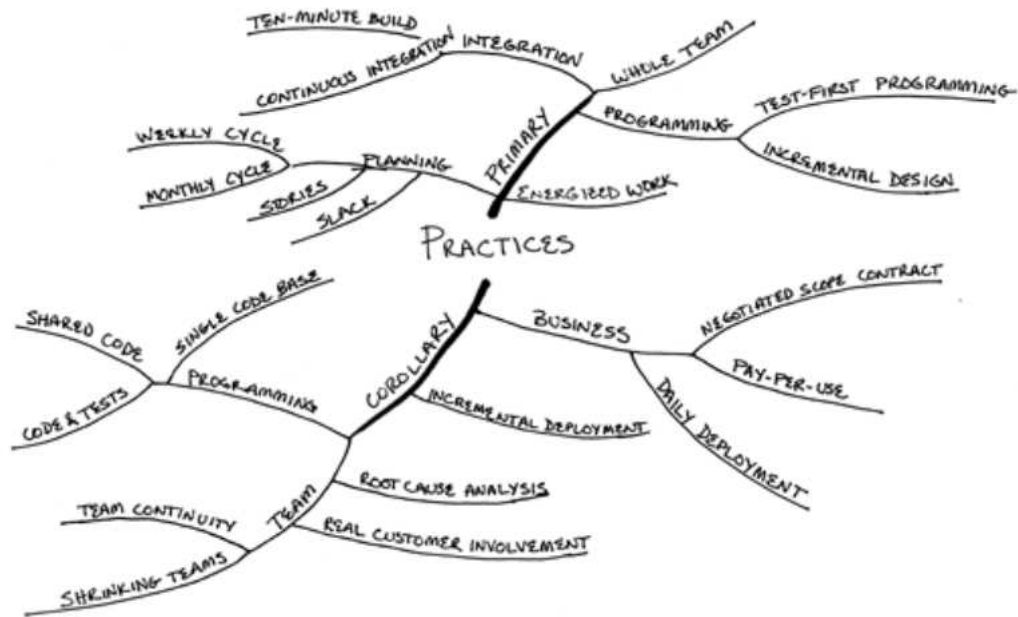 TEN-MINUTE BUILD
CONTINUOUS INTEGRATION
INTEGRATION
WHOLE TEAM
PROGRAMMING
TEST-FIRST PROGRAMMING
INCREMENTAL DESIGN
PRIMARY
WEEKLY CYCLE
MONTHLY CYCLE
PLANNING
STORIES
SLACK
ENERGIZED WORK
PRACTICES
COROLLARY
BUSINESS
NEGOTIATED SCOPE CONTRACT
PAY-PER-USE
DAILY DEPLOYMENT
INCREMENTAL DEPLOYMENT
PROGRAMMING
SINGLE CODE BASE
SHARED CODE
CODE & TESTS
TEAM
ROOT CAUSE ANALYSIS
REAL CUSTOMER INVOLVEMENT
TEAM CONTINUITY
SHRINKING TEAMS